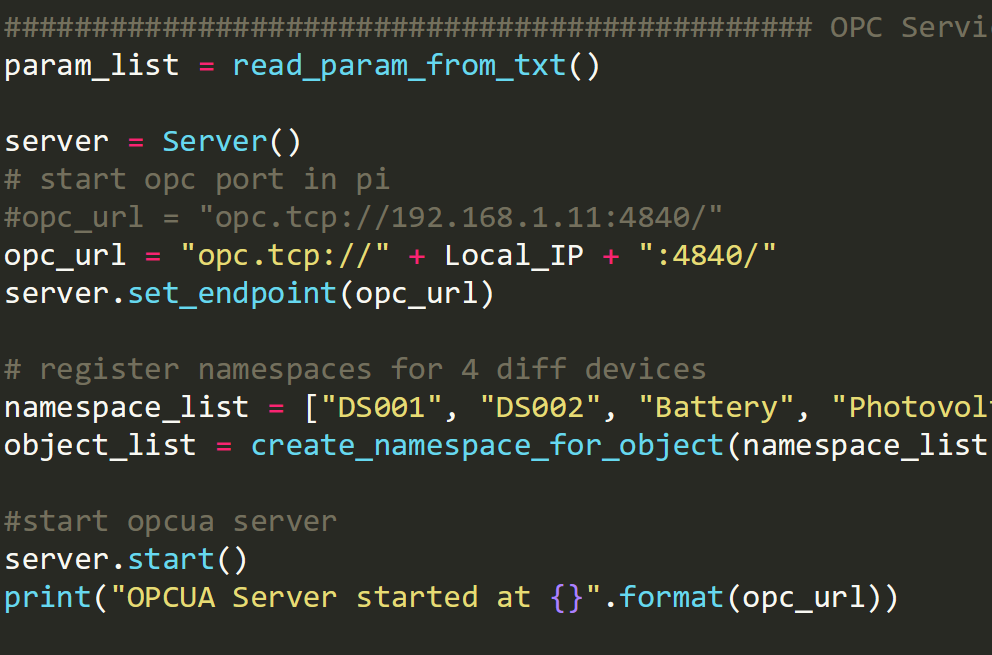 ############################################## OPC Servi
param_list = read_param_from_txt()
server = Server()
# start opc port in pi
#opc_url = "opc.tcp://192.168.1.11:4840/"
opc_url = "opc.tcp://" + Local_IP + ":4840/"
server.set_endpoint(opc_url)
# register namespaces for 4 diff devices
namespace_list = ["DS001", "DS002", "Battery", "Photovolt
object_list = create_namespace_for_object(namespace_list
#start opcua server
server.start()
print("OPCUA Server started at {}".format(opc_url))